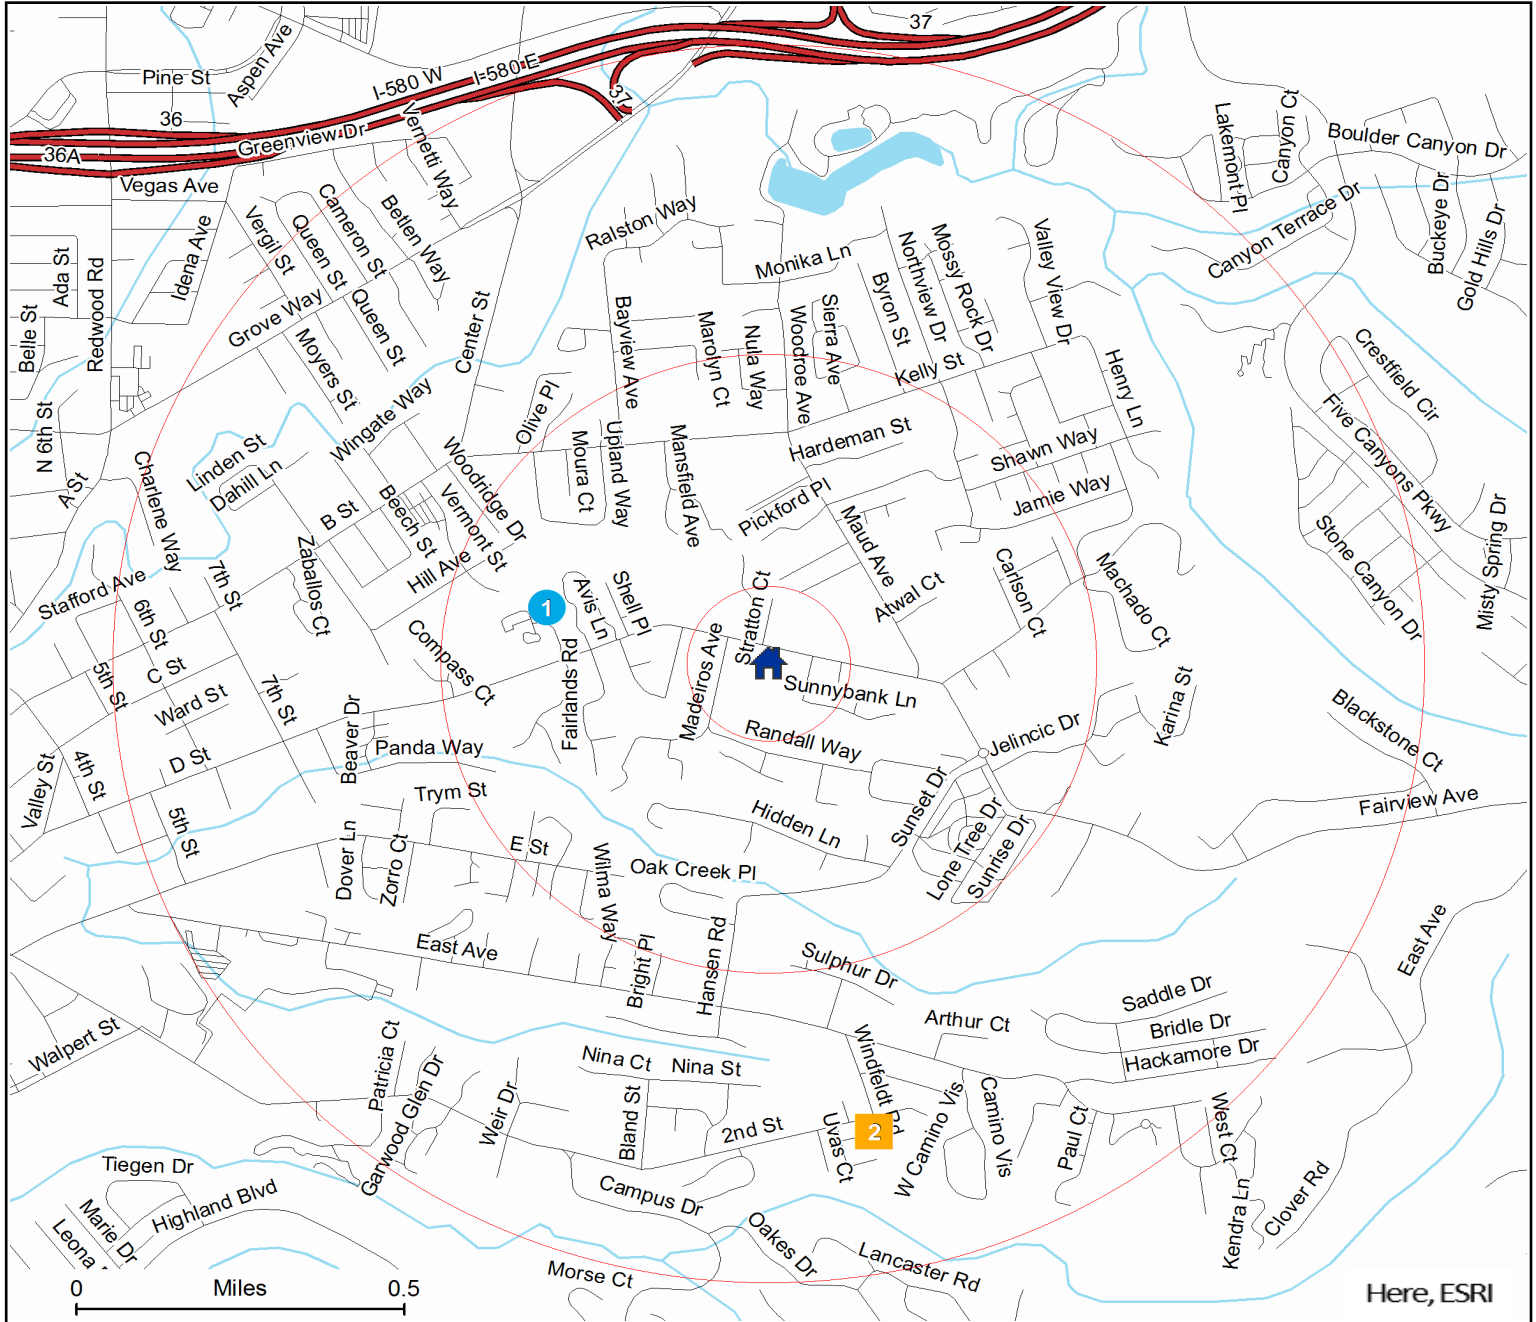 37
Pine St
Aspen Ave
I-580 W
I-580 E
37
36
Greenview Dr
Vernetti Way
36A
Vegas Ave
Lakemont Pl
Canyon Ct
Boulder Canyon Dr
Canyon Terrace Dr
Buckeye Dr
Gold Hills Dr
Ralston Way
Cameron St
Betlen Way
Queen St
Vergil St
Idena Ave
Ada St
Redwood Rd
Belle St
Monika Ln
Northview Dr
Mossy Rock Dr
Valley View Dr
Byron St
Grove Way
Queen St
Moyers St
Center St
Bayview Ave
Marolyn Ct
Nula Way
Woodroe Ave
Sierra Ave
Kelly St
Henny Ln
Crestfield Cir
Five Canyons Pkwy
Wingate Way
Olive Pl
N 6th St
A St
Charlene Way
Linden St
Dahill Ln
B St
Beech St
Woodridge Dr
Vermont St
Hill Ave
Moura Ct
Upland Way
Mansfield Ave
Hardeman St
Pickford Pl
Shawn Way
Jamie Way
Maud Ave
Atwal Ct
Carlson Ct
Machado Ct
Stone Canyon Dr
Misty Spring Dr
Stafford Ave
7th St
6th St
Zaballos Ct
5th St
C St
Ward St
7th St
Compass Ct
1
Avis Ln
Shell Pl
Fairlands Rd
Stratton Ct
Madeiros Ave
Sunnybank Ln
Randall Way
Jelincic Dr
Karina St
Blackstone Ct
Fairview Ave
Valley St
4th St
D St
Beaver Dr
Panda Way
Trym St
5th St
Dover Ln
Zorro Ct
E St
Wilma Way
Oak Creek Pl
Hidden Ln
Sunset Dr
Lone Tree Dr
Sunrise Dr
East Ave
East Ave
Bright Pl
Hansen Rd
Sulphur Dr
Saddle Dr
Arthur Ct
Bridle Dr
Hackamore Dr
Walpert St
Patricia Ct
Garwood Glen Dr
Weir Dr
Nina Ct
Nina St
Bland St
2nd St
Windfeldt Rd
2
Uvas Ct
W Camino Vis
Camino Vis
Paul Ct
West Ct
Kendra Ln
Clover Rd
Tiegen Dr
Marie Dr
Leona
Highland Blvd
Campus Dr
Oakes Dr
Morse Ct
Lancaster Rd
0 Miles 0.5
Here, ESRI